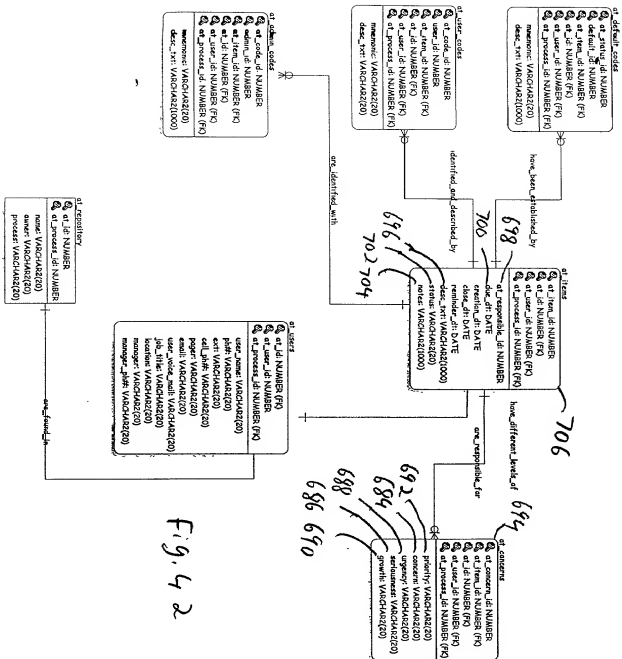 at_default_codes
at_status_id: NUMBER
default_id: NUMBER
at_item_id: NUMBER (FK)
at_id: NUMBER (FK)
at_user_id: NUMBER (FK)
at_process_id: NUMBER (FK)
mnemonic: VARCHAR2(20)
desc_txt: VARCHAR2(1000)
have_been_established_by
at_user_codes
at_code_id: NUMBER
user_id: NUMBER
at_item_id: NUMBER (FK)
at_id: NUMBER (FK)
at_user_id: NUMBER (FK)
at_process_id: NUMBER (FK)
mnemonic: VARCHAR2(20)
desc_txt: VARCHAR2(1000)
identified_and_described_by
at_admin_codes
at_code_id: NUMBER
admn_id: NUMBER
at_item_id: NUMBER (FK)
at_id: NUMBER (FK)
at_user_id: NUMBER (FK)
at_process_id: NUMBER (FK)
mnemonic: VARCHAR2(20)
desc_txt: VARCHAR2(1000)
are_identified_with
698
700
696
702 704
at_items
at_item_id: NUMBER
at_id: NUMBER (FK)
at_user_id: NUMBER (FK)
at_process_id: NUMBER (FK)
at_responsible_id: NUMBER (FK)
due_dt: DATE
creation_dt: DATE
close_dt: DATE
reminder_dt: DATE
desc_txt: VARCHAR2(1000)
status: VARCHAR2(20)
notes: VARCHAR2(1000)
706
have_different_levels_of
are_responsible_for
694
692
684
688
686 690
at_concerns
at_concern_id: NUMBER
at_item_id: NUMBER (FK)
at_id: NUMBER (FK)
at_user_id: NUMBER (FK)
at_process_id: NUMBER (FK)
priority: VARCHAR2(20)
concern: VARCHAR2(20)
urgency: VARCHAR2(20)
seriousness: VARCHAR2(20)
growth: VARCHAR2(20)
at_users
at_id: NUMBER (FK)
at_user_id: NUMBER
at_process_id: NUMBER (FK)
user_name: VARCHAR2(20)
ph#: VARCHAR2(20)
ext: VARCHAR2(20)
cell_ph#: VARCHAR2(20)
pager: VARCHAR2(20)
email: VARCHAR2(20)
user_voice_mail: VARCHAR2(20)
job_title: VARCHAR2(20)
location: VARCHAR2(20)
manager: VARCHAR2(20)
manager_ph#: VARCHAR2(20)
at_repository
at_id: NUMBER
at_process_id: NUMBER
name: VARCHAR2(20)
owner: VARCHAR2(20)
process: VARCHAR2(20)
are_found_in
Fig. 42